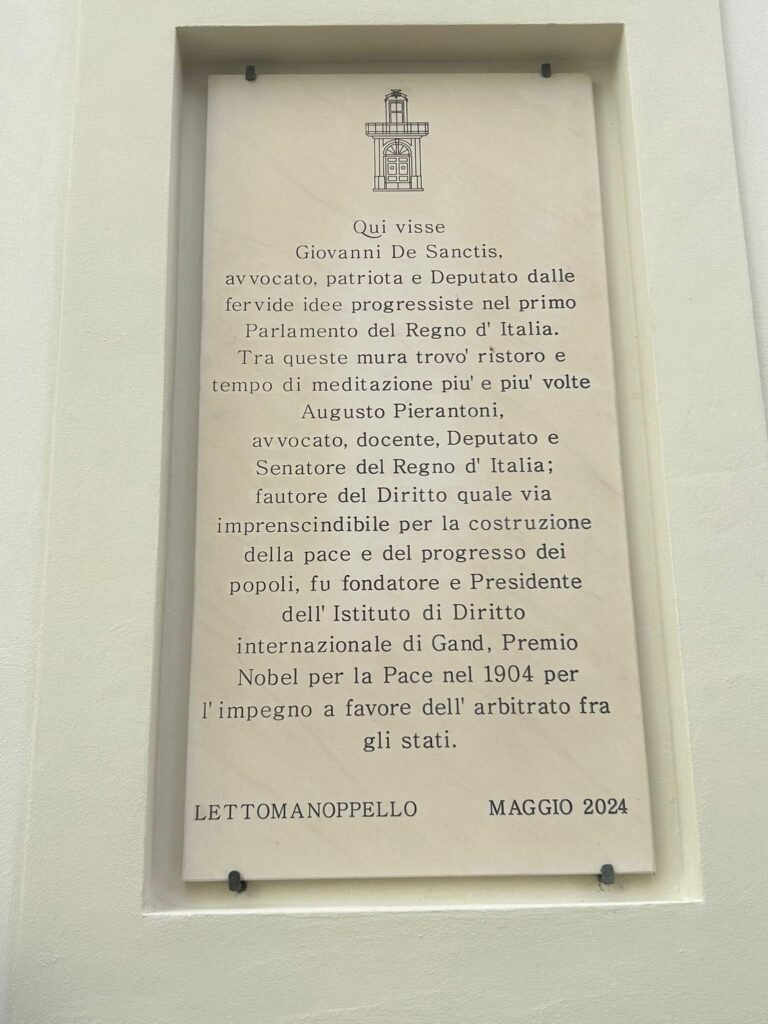 Qui visse
Giovanni De Sanctis,
avvocato, patriota e Deputato dalle
fervide idee progressiste nel primo
Parlamento del Regno d' Italia.
Tra queste mura trovo' ristoro e
tempo di meditazione piu' e piu' volte
Augusto Pierantoni,
avvocato, docente, Deputato e
Senatore del Regno d' Italia;
fautore del Diritto quale via
imprenscindibile per la costruzione
della pace e del progresso dei
popoli, fu fondatore e Presidente
dell' Istituto di Diritto
internazionale di Gand, Premio
Nobel per la Pace nel 1904 per
l' impegno a favore dell' arbitrato fra
gli stati.
LETTOMANOPPELLO MAGGIO 2024